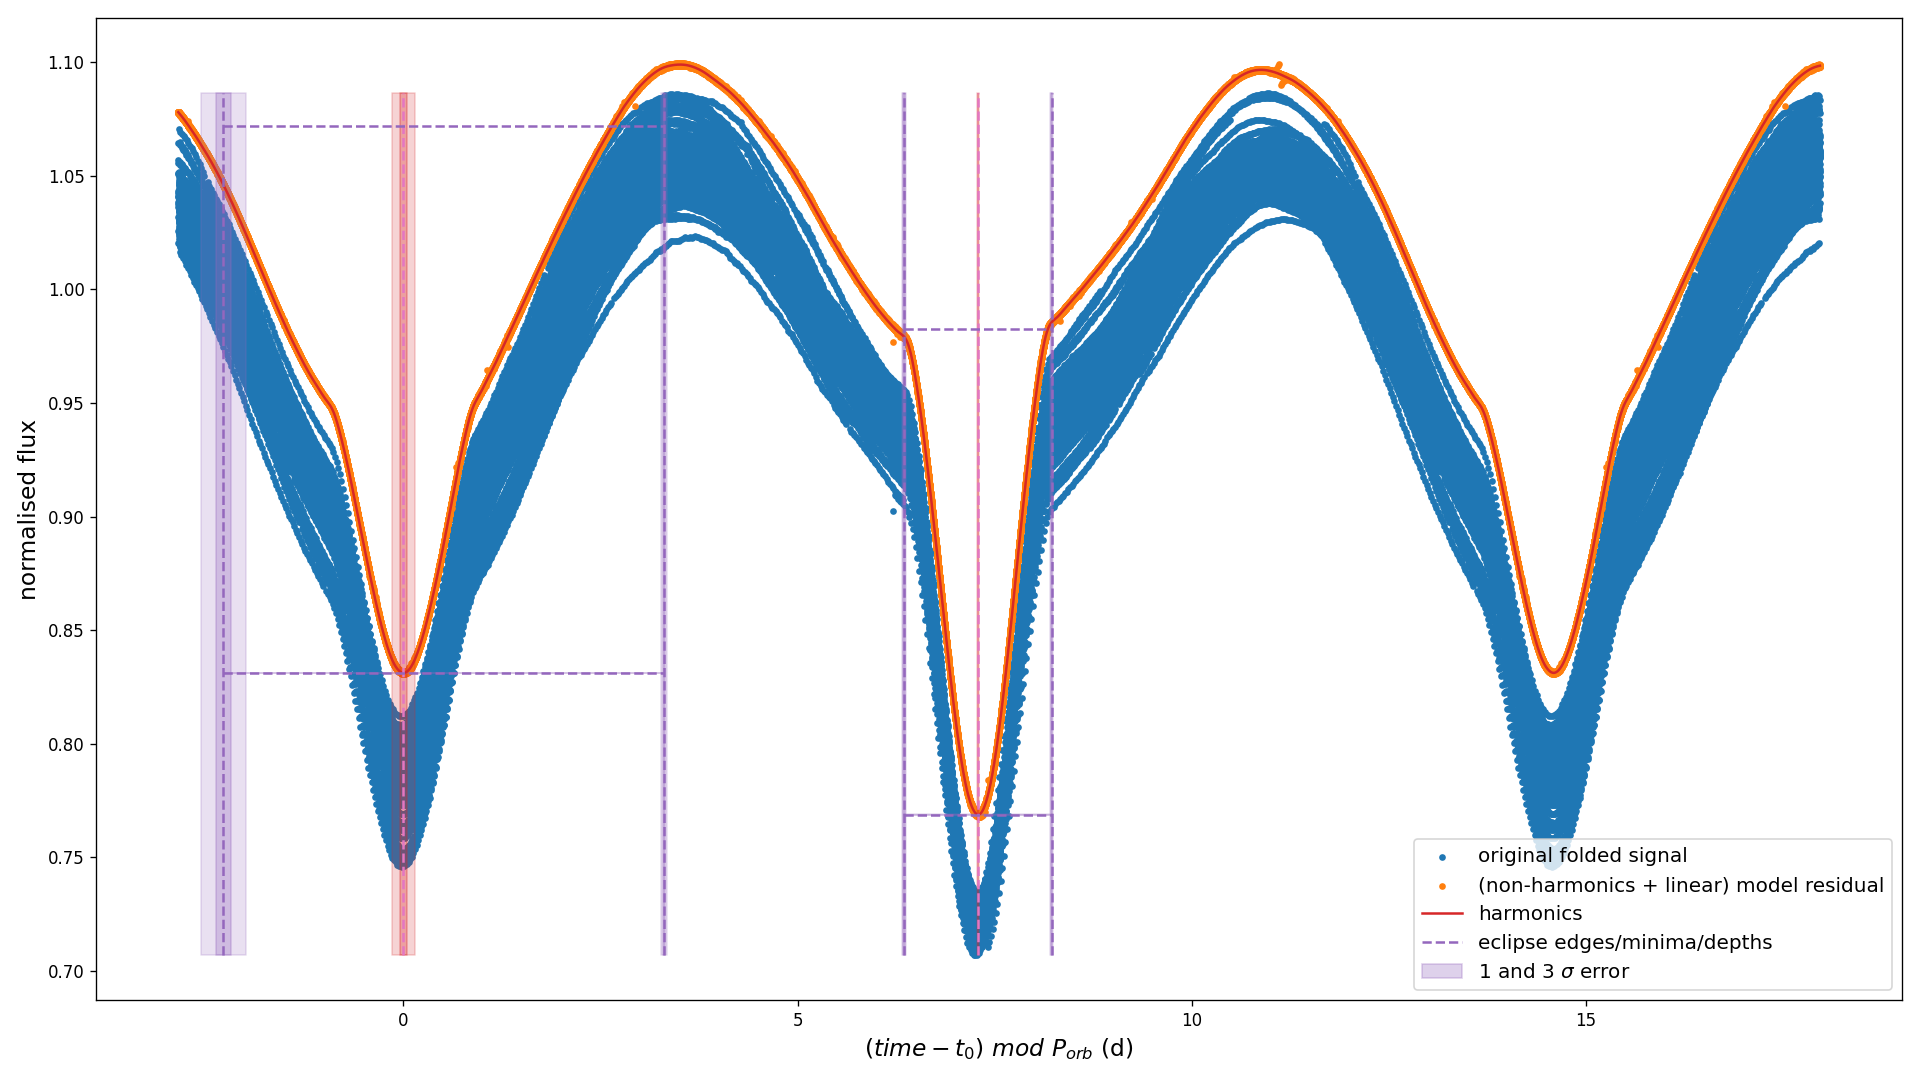 normalised flux
1.10
1.05
1.00
0.95
0.90
0.85
0.80
0.75
0.70
original folded signal
(non-harmonics + linear) model residual
harmonics
eclipse edges/minima/depths
1 and 3 σ error
0 5 10 15
(time − t₀) mod Pₒᵣᵦ (d)